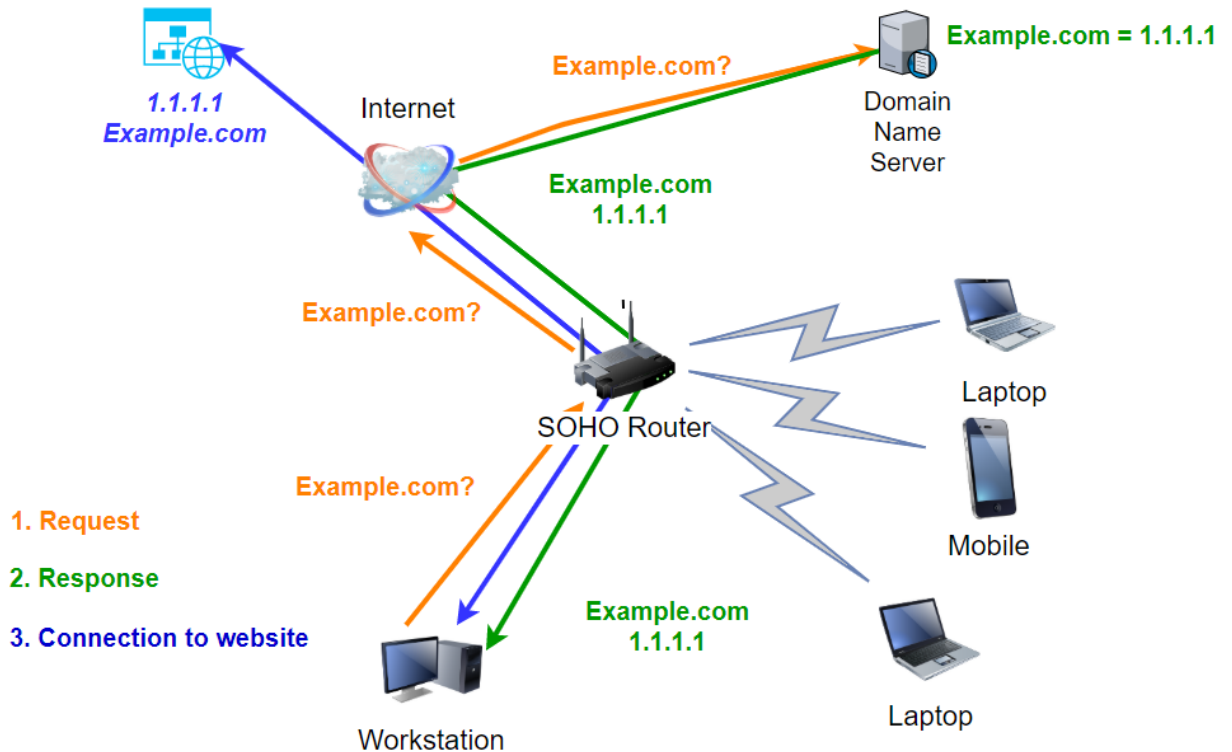 Example.com = 1.1.1.1
Example.com?
1.1.1.1
Example.com
Internet
Domain
Name
Server
Example.com
1.1.1.1
Example.com?
Laptop
SOHO Router
Example.com?
1. Request
Mobile
2. Response
Example.com
1.1.1.1
3. Connection to website
Laptop
Workstation